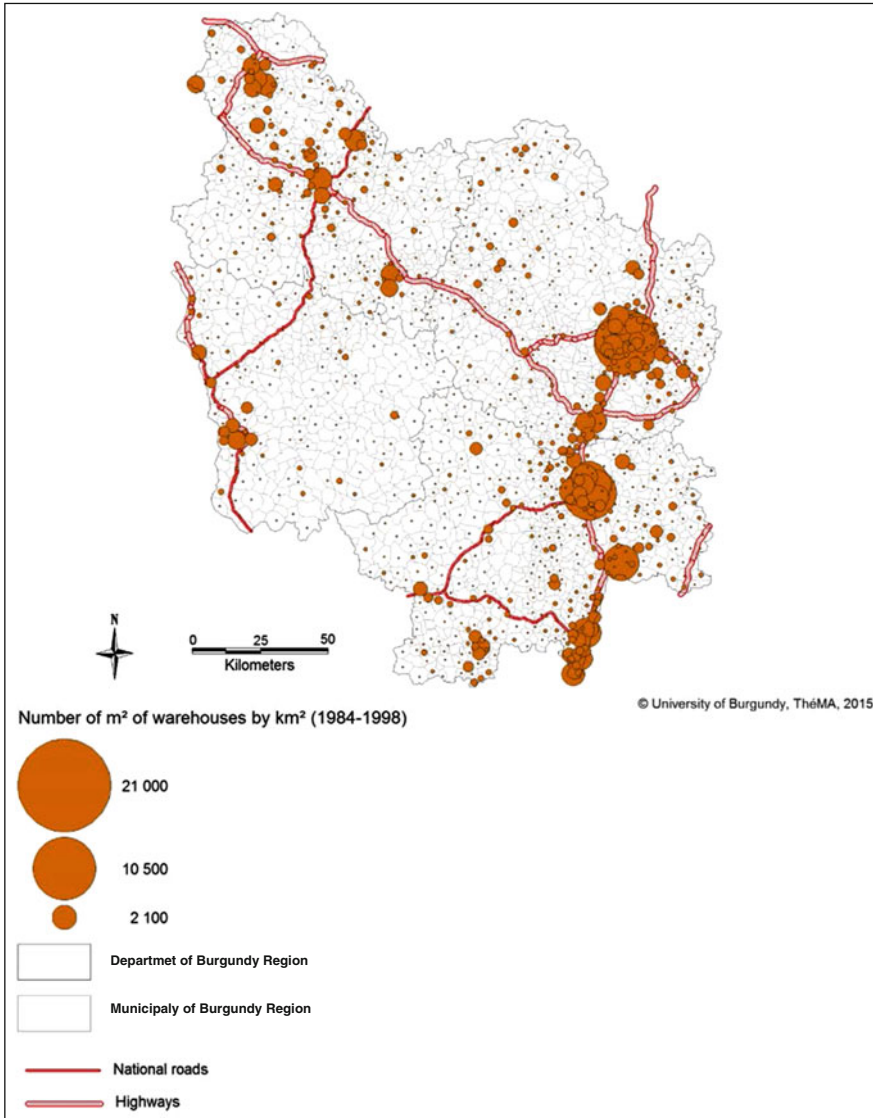 N
0 25 50
Kilometers
© University of Burgundy, ThéMA, 2015
Number of m² of warehouses by km² (1984-1998)
21 000
10 500
2 100
Departmet of Burgundy Region
Municipaly of Burgundy Region
National roads
Highways